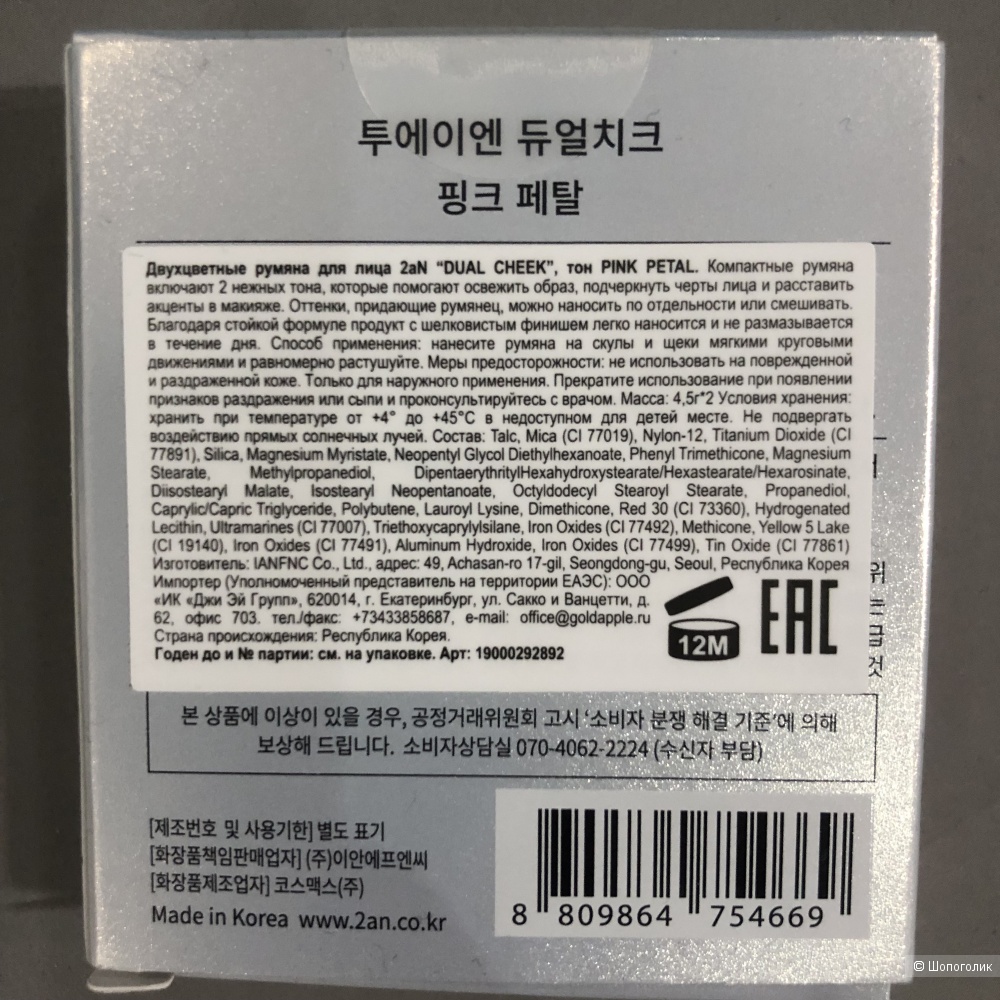 투에이엔 듀얼치크
핑크 페탈
Двухцветные румяна для лица 2aN “DUAL CHEEK”, тон PINK PETAL. Компактные румяна
включают 2 нежных тона, которые помогают освежить образ, подчеркнуть черты лица и расставить
акценты в макияже. Оттенки, придающие румянец, можно наносить по отдельности или смешивать.
Благодаря стойкой формуле продукт с шелковистым финишем легко наносится и не размазывается
в течение дня. Способ применения: нанесите румяна на скулы и щеки мягкими круговыми
движениями и равномерно растушуйте. Меры предосторожности: не использовать на поврежденной
и раздраженной коже. Только для наружного применения. Прекратите использование при появлении
признаков раздражения или сыпи и проконсультируйтесь с врачом. Масса: 4,5г*2 Условия хранения:
хранить при температуре от +4° до +45°C в недоступном для детей месте. Не подвергать
воздействию прямых солнечных лучей. Состав: Talc, Mica (CI 77019), Nylon-12, Titanium Dioxide (CI
77891), Silica, Magnesium Myristate, Neopentyl Glycol Diethylhexanoate, Phenyl Trimethicone, Magnesium
Stearate, Methylpropanediol, DipentaerythritylHexahydroxystearate/Hexastearate/Hexarosinate,
Diisostearyl Malate, Isostearyl Neopentanoate, Octyldodecyl Stearoyl Stearate, Propanediol,
Caprylic/Capric Triglyceride, Polybutene, Lauroyl Lysine, Dimethicone, Red 30 (CI 73360), Hydrogenated
Lecithin, Ultramarines (CI 77007), Triethoxycaprylylsilane, Iron Oxides (CI 77492), Methicone, Yellow 5 Lake
(CI 19140), Iron Oxides (CI 77491), Aluminum Hydroxide, Iron Oxides (CI 77499), Tin Oxide (CI 77861)
Изготовитель: IANFNC Co., Ltd., адрес: 49, Achasan-ro 17-gil, Seongdong-gu, Seoul, Республика Корея
Импортер (Уполномоченный представитель на территории ЕАЭС): ООО
«ИК «Джи Эй Групп», 620014, г. Екатеринбург, ул. Сакко и Ванцетти, д.
62, офис 703. тел./факс: +73433858687, e-mail: office@goldapple.ru
Страна происхождения: Республика Корея.
Годен до и № партии: см. на упаковке. Арт: 19000292892
12M
EAC
위
는
급
것
본 상품에 이상이 있을 경우, 공정거래위원회 고시 ‘소비자 분쟁 해결 기준’에 의해
보상해 드립니다. 소비자상담실 070-4062-2224 (수신자 부담)
[제조번호 및 사용기한] 별도 표기
[화장품책임판매업자] (주)이안에프엔씨
[화장품제조업자] 코스맥스(주)
Made in Korea www.2an.co.kr
8 809864 754669
© Шопоголик